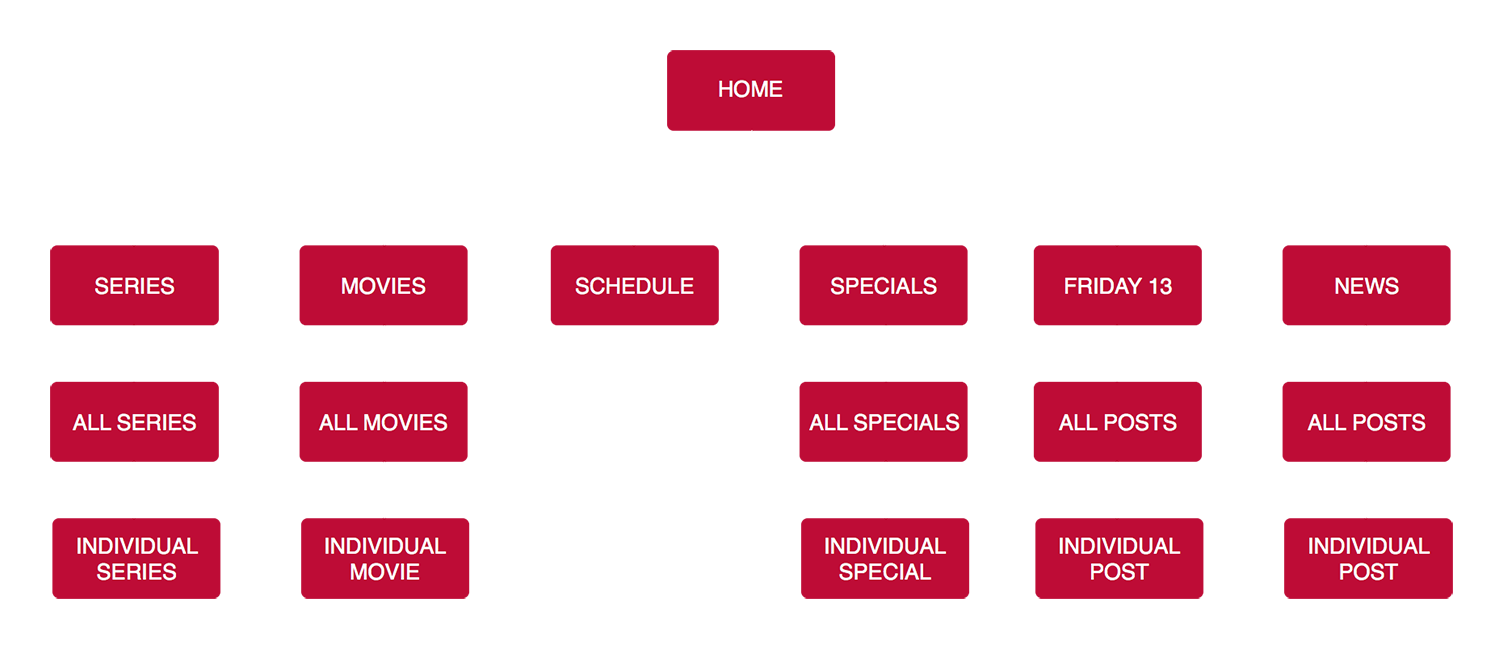 HOME
SERIES
MOVIES
SCHEDULE
SPECIALS
FRIDAY 13
NEWS
ALL SERIES
ALL MOVIES
ALL SPECIALS
ALL POSTS
ALL POSTS
INDIVIDUAL
SERIES
INDIVIDUAL
MOVIE
INDIVIDUAL
SPECIAL
INDIVIDUAL
POST
INDIVIDUAL
POST